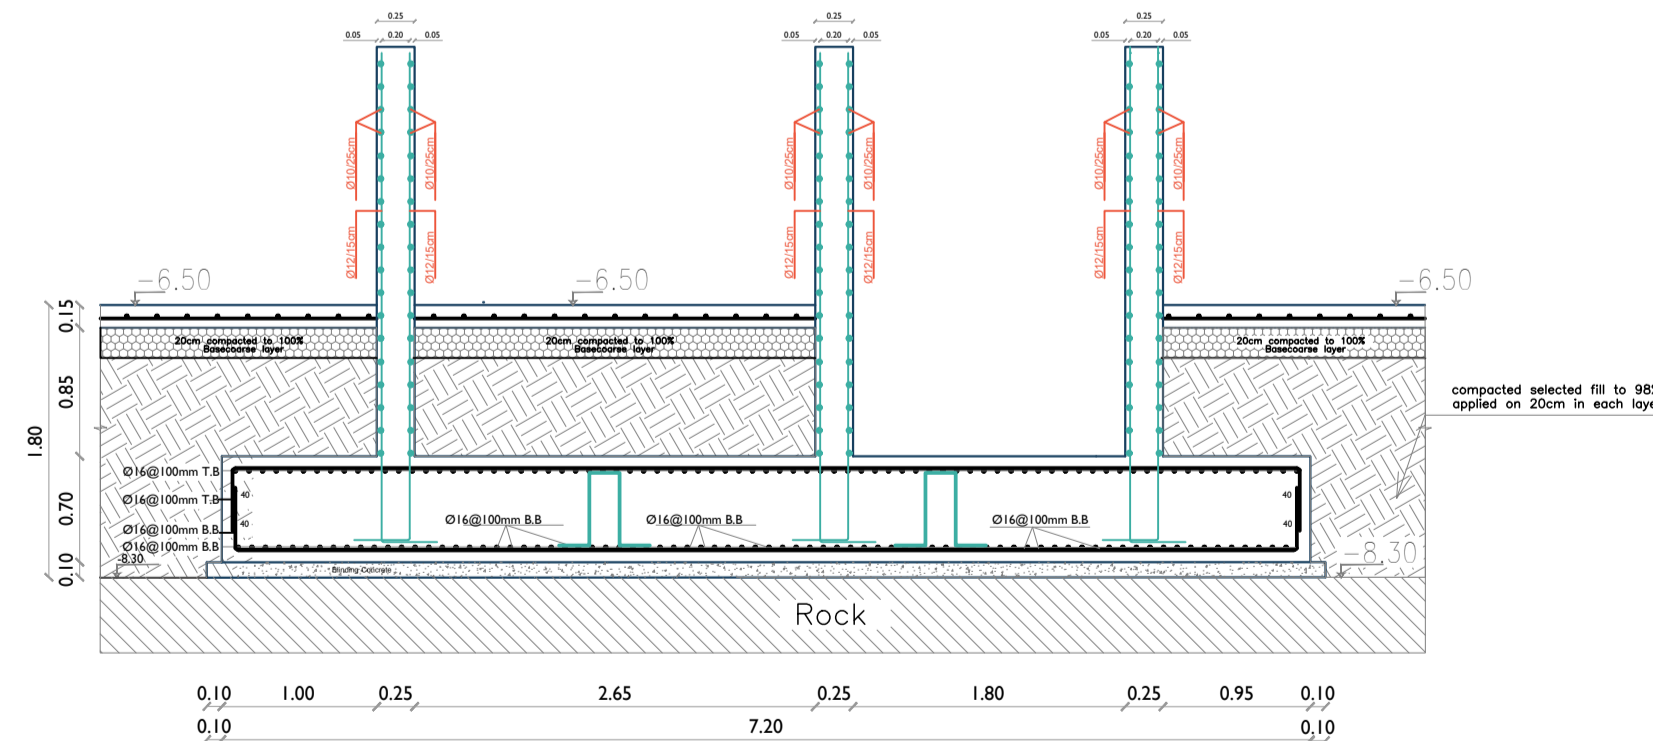 0.25 0.25 0.25
0.05 0.20 0.05 0.05 0.20 0.05 0.05 0.20 0.05
Ø10/25cm Ø10/25cm Ø10/25cm Ø10/25cm Ø10/25cm Ø10/25cm
Ø12/15cm Ø12/15cm Ø12/15cm Ø12/15cm Ø12/15cm Ø12/15cm
-6.50 -6.50 -6.50
0.15
20cm compacted to 100% 20cm compacted to 100% 20cm compacted to 100%
Basecoarse layer Basecoarse layer Basecoarse layer
0.85
compacted selected fill to 98%
applied on 20cm in each laye
1.80
Ø16@100mm T.B
Ø16@100mm T.B
40 40
0.70
Ø16@100mm B.B Ø16@100mm B.B Ø16@100mm B.B
40 40
Ø16@100mm B.B
Ø16@100mm B.B
-8.30 -8.30
0.10
Blinding Concrete
Rock
0.10 1.00 0.25 2.65 0.25 1.80 0.25 0.95 0.10
0.10 7.20 0.10